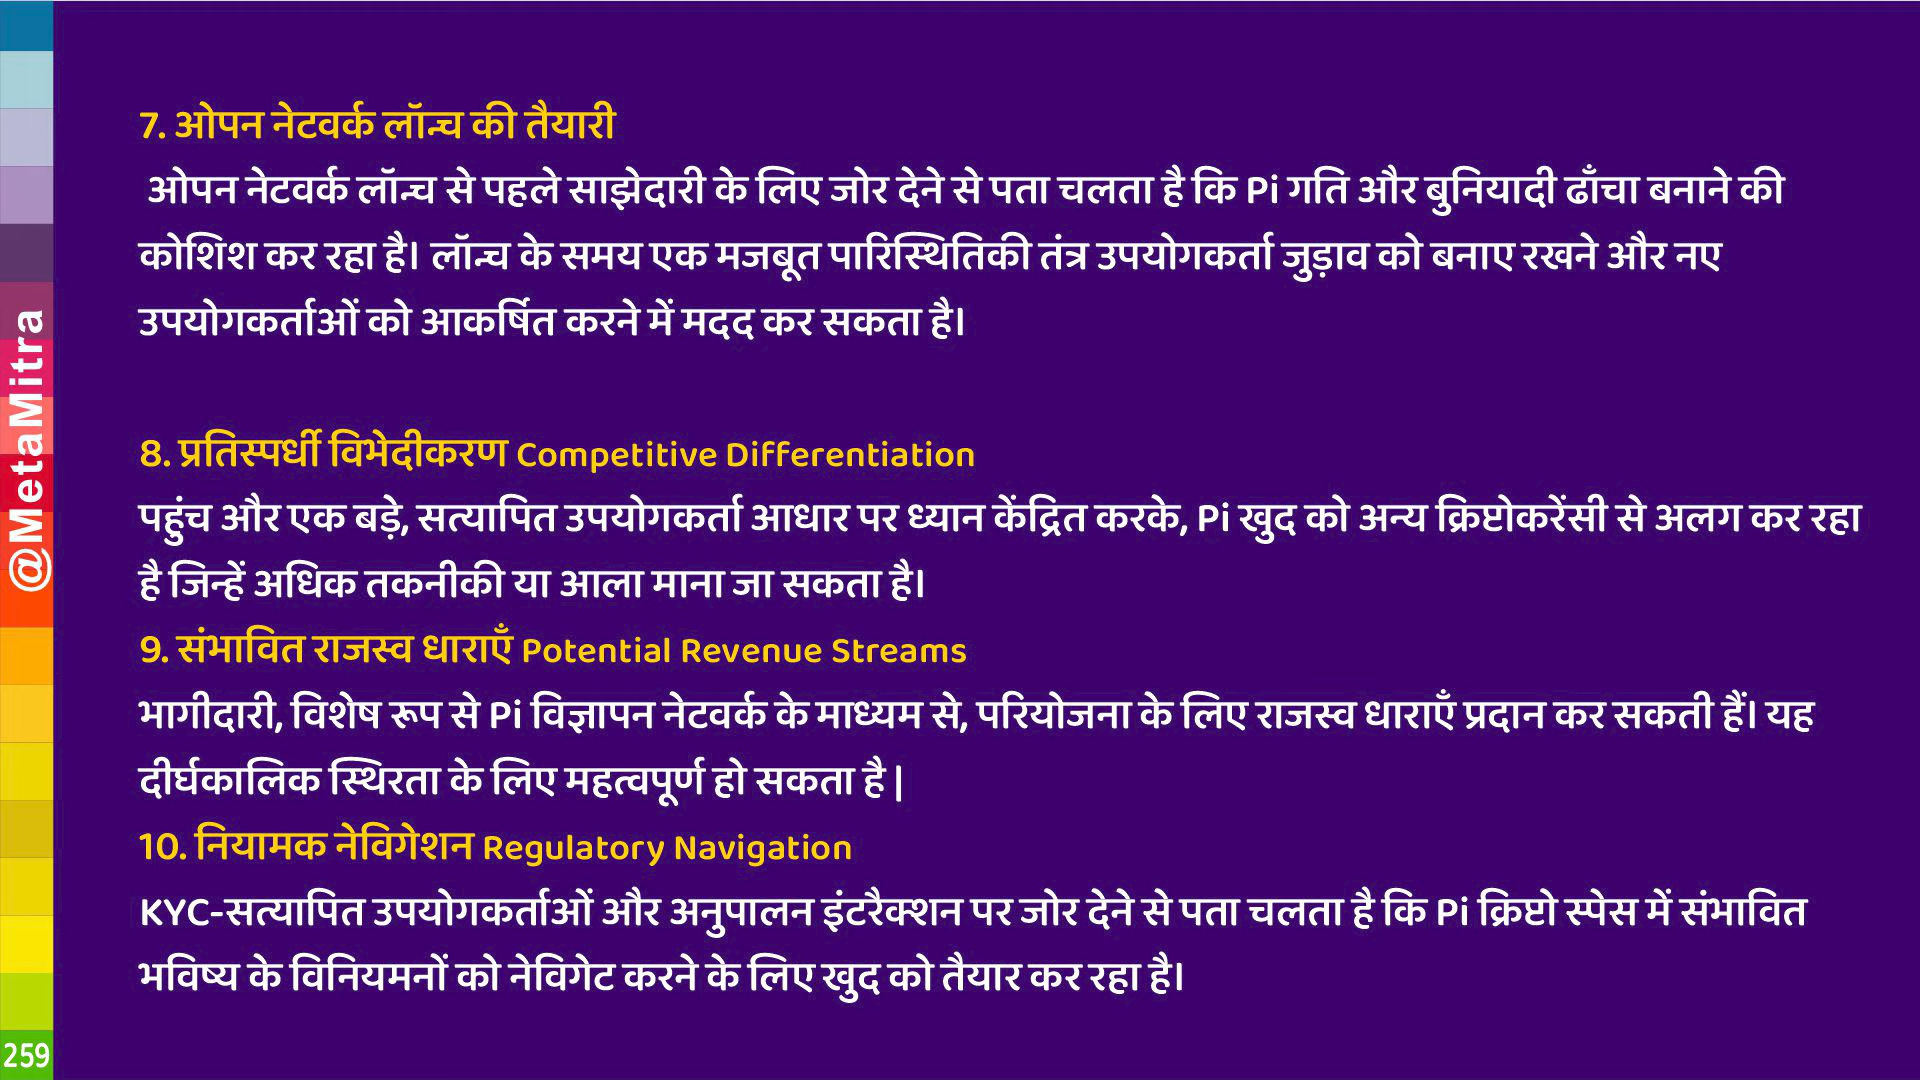 7. ओपन नेटवर्क लॉन्च की तैयारी
ओपन नेटवर्क लॉन्च से पहले साझेदारी के लिए जोर देने से पता चलता है कि Pi गति और बुनियादी ढाँचा बनाने की
कोशिश कर रहा है। लॉन्च के समय एक मजबूत पारिस्थितिकी तंत्र उपयोगकर्ता जुड़ाव को बनाए रखने और नए
उपयोगकर्ताओं को आकर्षित करने में मदद कर सकता है।
8. प्रतिस्पर्धी विभेदीकरण Competitive Differentiation
पहुंच और एक बड़े, सत्यापित उपयोगकर्ता आधार पर ध्यान केंद्रित करके, Pi खुद को अन्य क्रिप्टोकरेंसी से अलग कर रहा
है जिन्हें अधिक तकनीकी या आला माना जा सकता है।
9. संभावित राजस्व धाराएँ Potential Revenue Streams
भागीदारी, विशेष रूप से Pi विज्ञापन नेटवर्क के माध्यम से, परियोजना के लिए राजस्व धाराएँ प्रदान कर सकती हैं। यह
दीर्घकालिक स्थिरता के लिए महत्वपूर्ण हो सकता है |
10. नियामक नेविगेशन Regulatory Navigation
KYC-सत्यापित उपयोगकर्ताओं और अनुपालन इंटरैक्शन पर जोर देने से पता चलता है कि Pi क्रिप्टो स्पेस में संभावित
भविष्य के विनियमनों को नेविगेट करने के लिए खुद को तैयार कर रहा है।
@MetaMitra
259